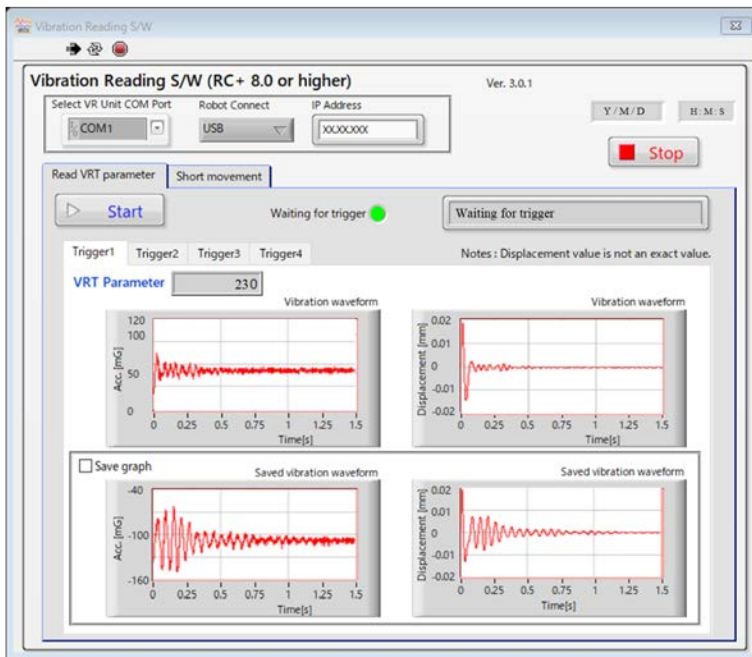 Vibration Reading S/W
Vibration Reading S/W (RC+ 8.0 or higher)
Ver. 3.0.1
Select VR Unit COM Port
Robot Connect
IP Address
COM1
USB
XX.XX.XXX
Y / M / D
H : M : S
Stop
Read VRT parameter
Short movement
Start
Waiting for trigger
Waiting for trigger
Trigger1
Trigger2
Trigger3
Trigger4
Notes : Displacement value is not an exact value.
VRT Parameter
230
Vibration waveform
Acc. [mG]
120
100
50
0
0 0.25 0.5 0.75 1 1.25 1.5
Time[s]
Vibration waveform
Displacement [mm]
0.02
0.01
0
-0.01
-0.02
0 0.25 0.5 0.75 1 1.25 1.5
Time[s]
Save graph
Saved vibration waveform
Acc. [mG]
-40
-100
-160
0 0.25 0.5 0.75 1 1.25 1.5
Time[s]
Saved vibration waveform
Displacement [mm]
0.02
0.01
0
-0.01
-0.02
0 0.25 0.5 0.75 1 1.25 1.5
Time[s]